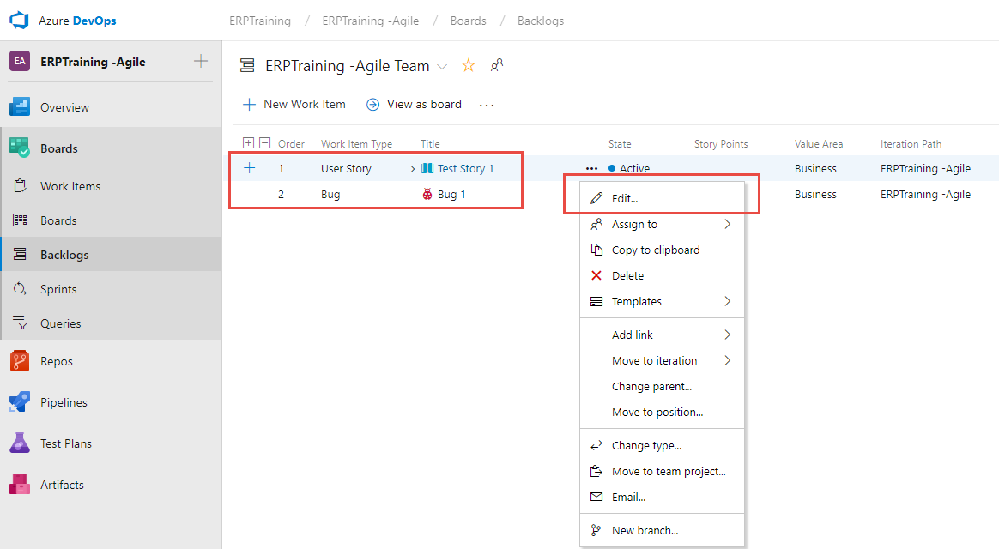 Azure DevOps
ERPTraining / ERPTraining -Agile / Boards / Backlogs
EA ERPTraining -Agile
Overview
Boards
Work Items
Boards
Backlogs
Sprints
Queries
Repos
Pipelines
Test Plans
Artifacts
ERPTraining -Agile Team
New Work Item View as board ...
Order Work Item Type Title State Story Points Value Area Iteration Path
1 User Story Test Story 1 ... Active Business ERPTraining -Agile
2 Bug Bug 1 Business ERPTraining -Agile
Edit...
Assign to
Copy to clipboard
Delete
Templates
Add link
Move to iteration
Change parent...
Move to position...
Change type...
Move to team project...
Email...
New branch...